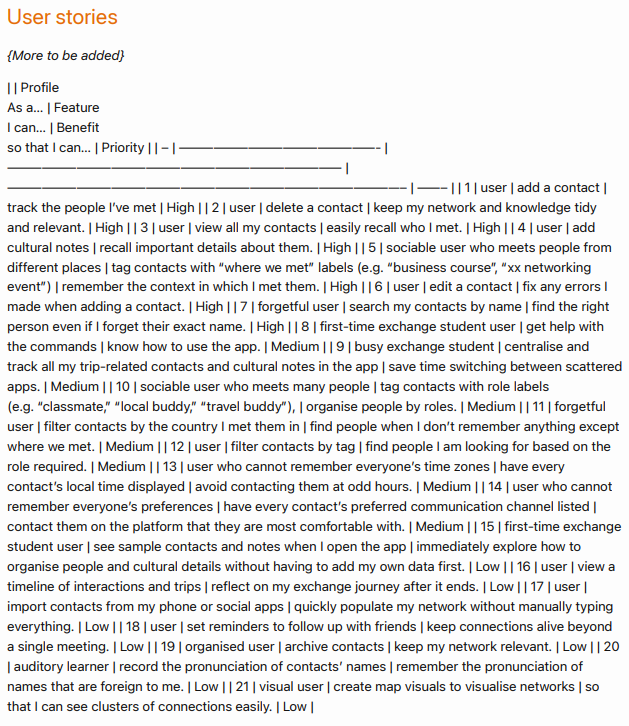 User stories
{More to be added}
| | Profile
As a… | Feature
I can… | Benefit
so that I can… | Priority | | – | —————————————————- |
———————————————————————————————— |
——————————————————————————————————————– | ——– | | 1 | user | add a contact |
track the people I’ve met | High | | 2 | user | delete a contact | keep my network and knowledge tidy
and relevant. | High | | 3 | user | view all my contacts | easily recall who I met. | High | | 4 | user | add
cultural notes | recall important details about them. | High | | 5 | sociable user who meets people from
different places | tag contacts with “where we met” labels (e.g. “business course”, “xx networking
event”) | remember the context in which I met them. | High | | 6 | user | edit a contact | fix any errors I
made when adding a contact. | High | | 7 | forgetful user | search my contacts by name | find the right
person even if I forget their exact name. | High | | 8 | first-time exchange student user | get help with
the commands | know how to use the app. | Medium | | 9 | busy exchange student | centralise and
track all my trip-related contacts and cultural notes in the app | save time switching between scattered
apps. | Medium | | 10 | sociable user who meets many people | tag contacts with role labels
(e.g. “classmate,” “local buddy,” “travel buddy”), | organise people by roles. | Medium | | 11 | forgetful
user | filter contacts by the country I met them in | find people when I don’t remember anything except
where we met. | Medium | | 12 | user | filter contacts by tag | find people I am looking for based on the
role required. | Medium | | 13 | user who cannot remember everyone’s time zones | have every
contact’s local time displayed | avoid contacting them at odd hours. | Medium | | 14 | user who cannot
remember everyone’s preferences | have every contact’s preferred communication channel listed |
contact them on the platform that they are most comfortable with. | Medium | | 15 | first-time exchange
student user | see sample contacts and notes when I open the app | immediately explore how to
organise people and cultural details without having to add my own data first. | Low | | 16 | user | view a
timeline of interactions and trips | reflect on my exchange journey after it ends. | Low | | 17 | user |
import contacts from my phone or social apps | quickly populate my network without manually typing
everything. | Low | | 18 | user | set reminders to follow up with friends | keep connections alive beyond
a single meeting. | Low | | 19 | organised user | archive contacts | keep my network relevant. | Low | | 20
| auditory learner | record the pronunciation of contacts’ names | remember the pronunciation of
names that are foreign to me. | Low | | 21 | visual user | create map visuals to visualise networks | so
that I can see clusters of connections easily. | Low |